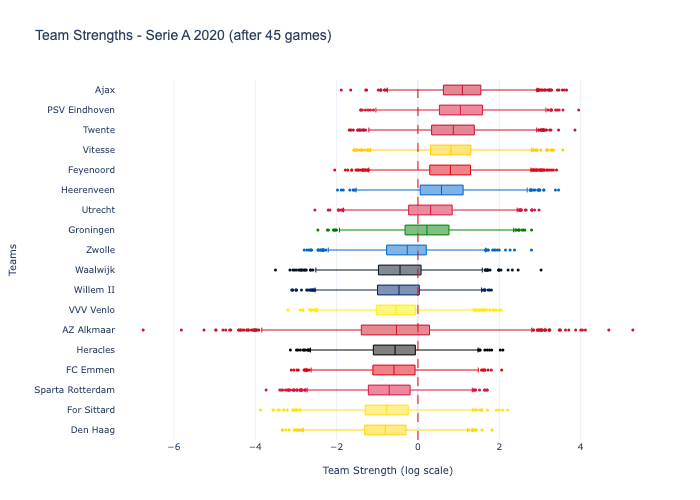 Team Strengths - Serie A 2020 (after 45 games)
Ajax
PSV Eindhoven
Twente
Vitesse
Feyenoord
Heerenveen
Utrecht
Groningen
Zwolle
Waalwijk
Willem II
VVV Venlo
AZ Alkmaar
Heracles
FC Emmen
Sparta Rotterdam
For Sittard
Den Haag
Teams
−6 −4 −2 0 2 4
Team Strength (log scale)